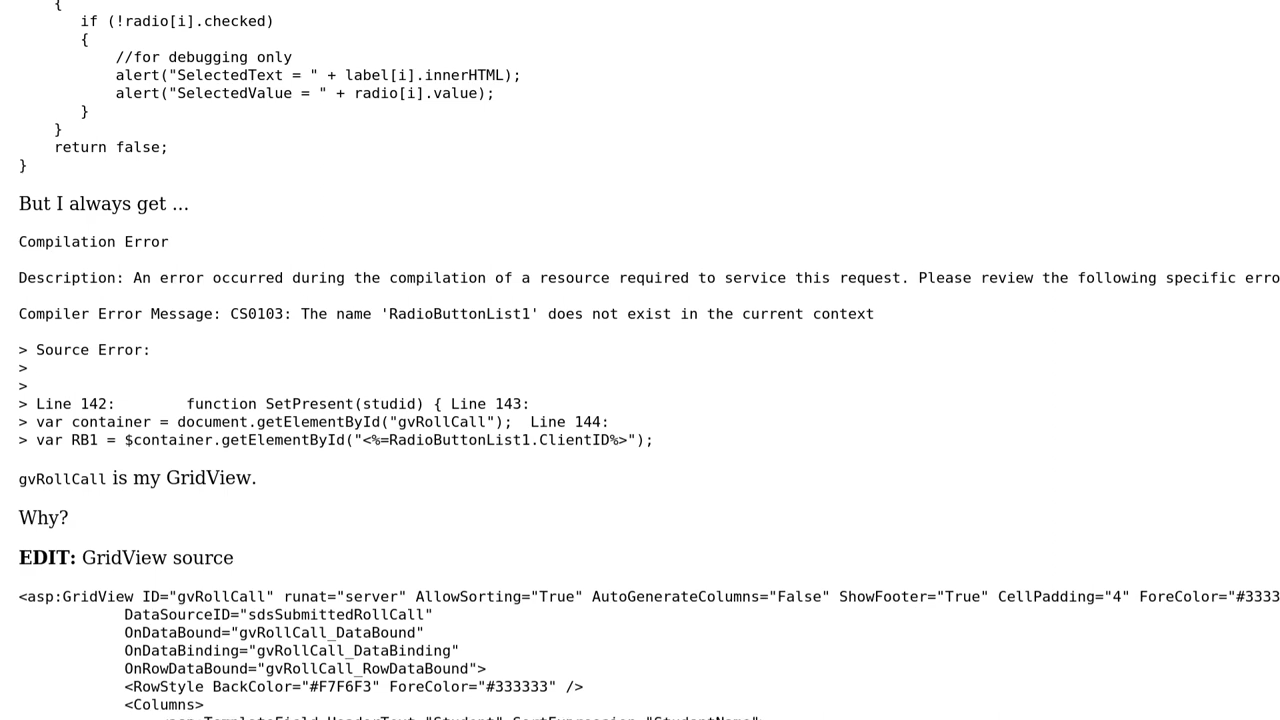 {
if (!radio[i].checked)
{
//for debugging only
alert("SelectedText = " + label[i].innerHTML);
alert("SelectedValue = " + radio[i].value);
}
}
return false;
}
But I always get ...
Compilation Error
Description: An error occurred during the compilation of a resource required to service this request. Please review the following specific erro
Compiler Error Message: CS0103: The name 'RadioButtonList1' does not exist in the current context
> Source Error:
>
>
> Line 142:        function SetPresent(studid) { Line 143:
> var container = document.getElementById("gvRollCall");  Line 144:
> var RB1 = $container.getElementById("<%=RadioButtonList1.ClientID%>");
gvRollCall is my GridView.
Why?
EDIT: GridView source
<asp:GridView ID="gvRollCall" runat="server" AllowSorting="True" AutoGenerateColumns="False" ShowFooter="True" CellPadding="4" ForeColor="#3333
DataSourceID="sdsSubmittedRollCall"
OnDataBound="gvRollCall_DataBound"
OnDataBinding="gvRollCall_DataBinding"
OnRowDataBound="gvRollCall_RowDataBound">
<RowStyle BackColor="#F7F6F3" ForeColor="#333333" />
<Columns>
<asp:TemplateField HeaderText="Student" SortExpression="StudentName">